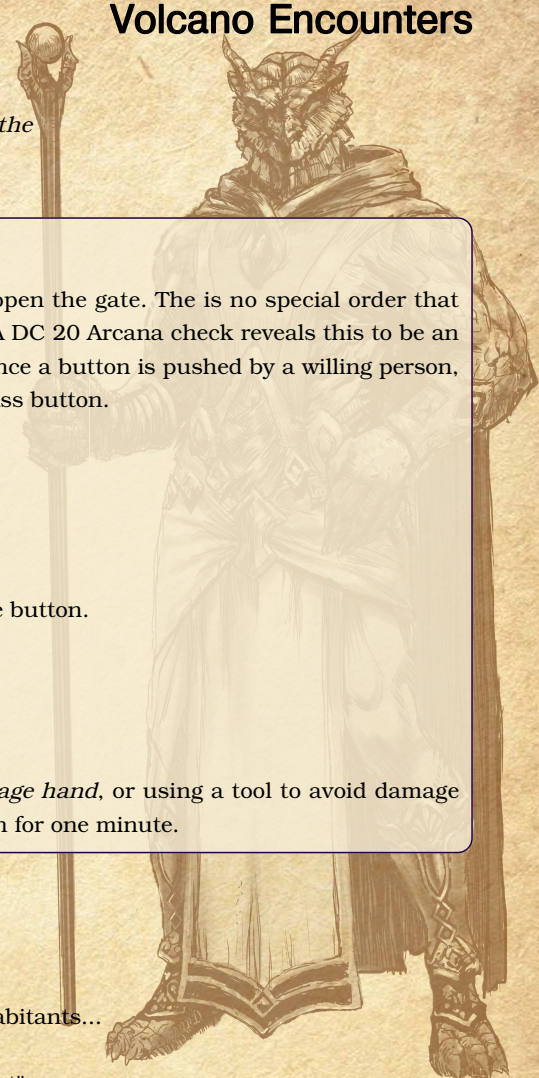 Volcano Encounters
the
open the gate. The is no special order that
A DC 20 Arcana check reveals this to be an
nce a button is pushed by a willing person,
ss button.
e button.
age hand, or using a tool to avoid damage
n for one minute.
abitants...